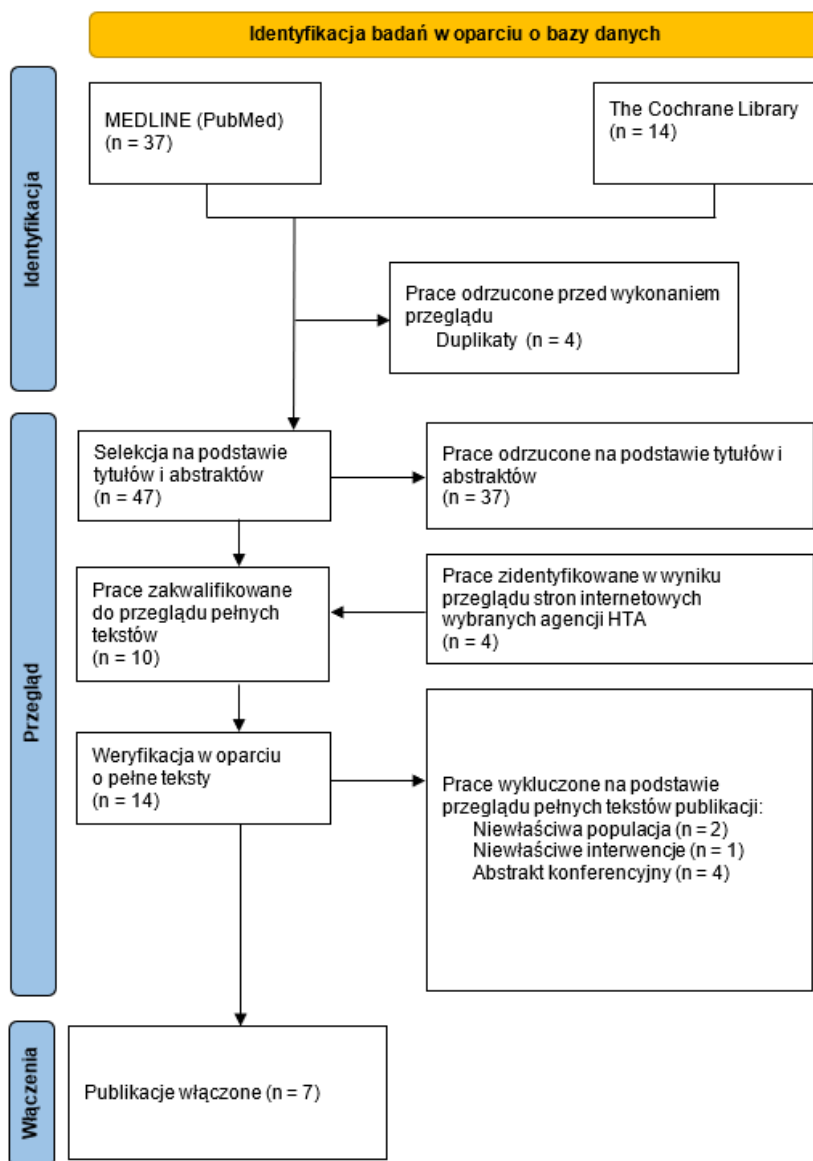 Identyfikacja badań w oparciu o bazy danych
Identyfikacja
MEDLINE (PubMed)
(n = 37)
The Cochrane Library
(n = 14)
Prace odrzucone przed wykonaniem
przeglądu
Duplikaty (n = 4)
Przegląd
Selekcja na podstawie
tytułów i abstraktów
(n = 47)
Prace odrzucone na podstawie tytułów i
abstraktów
(n = 37)
Prace zakwalifikowane
do przeglądu pełnych
tekstów
(n = 10)
Prace zidentyfikowane w wyniku
przeglądu stron internetowych
wybranych agencji HTA
(n = 4)
Weryfikacja w oparciu
o pełne teksty
(n = 14)
Prace wykluczone na podstawie
przeglądu pełnych tekstów publikacji:
Niewłaściwa populacja (n = 2)
Niewłaściwe interwencje (n = 1)
Abstrakt konferencyjny (n = 4)
Włączenia
Publikacje włączone (n = 7)